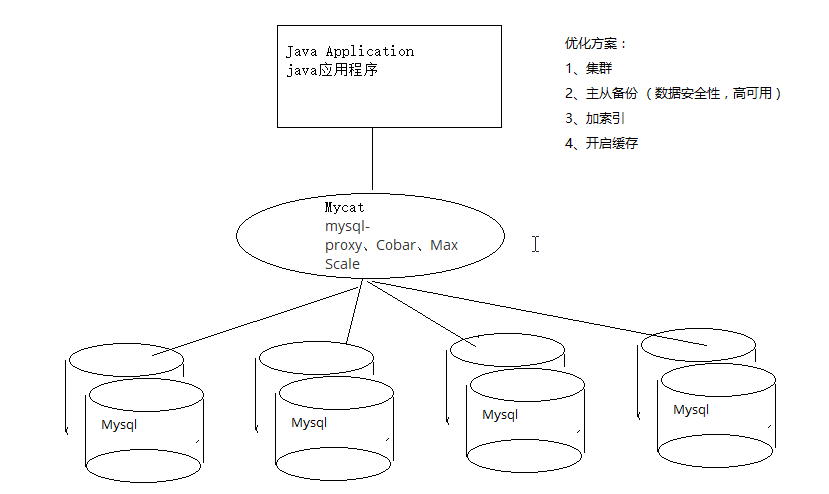 Java Application
java应用程序
优化方案：
1、集群
2、主从备份 （数据安全性，高可用）
3、加索引
4、开启缓存
Mycat
mysql-
proxy、Cobar、Max
Scale
Mysql
Mysql
Mysql
Mysql